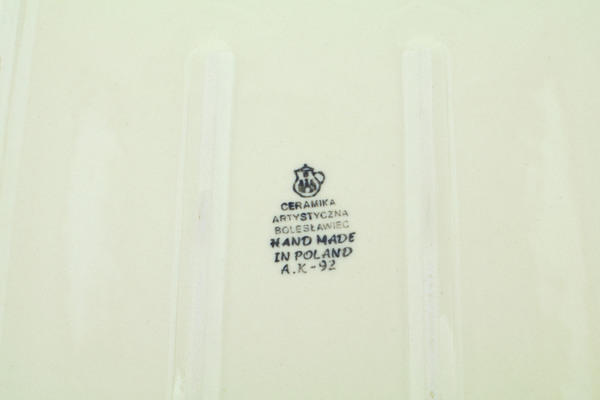 CERAMIKA
ARTYSTYCZNA
BOLESŁAWIEC
HAND MADE
IN POLAND
A.K-92